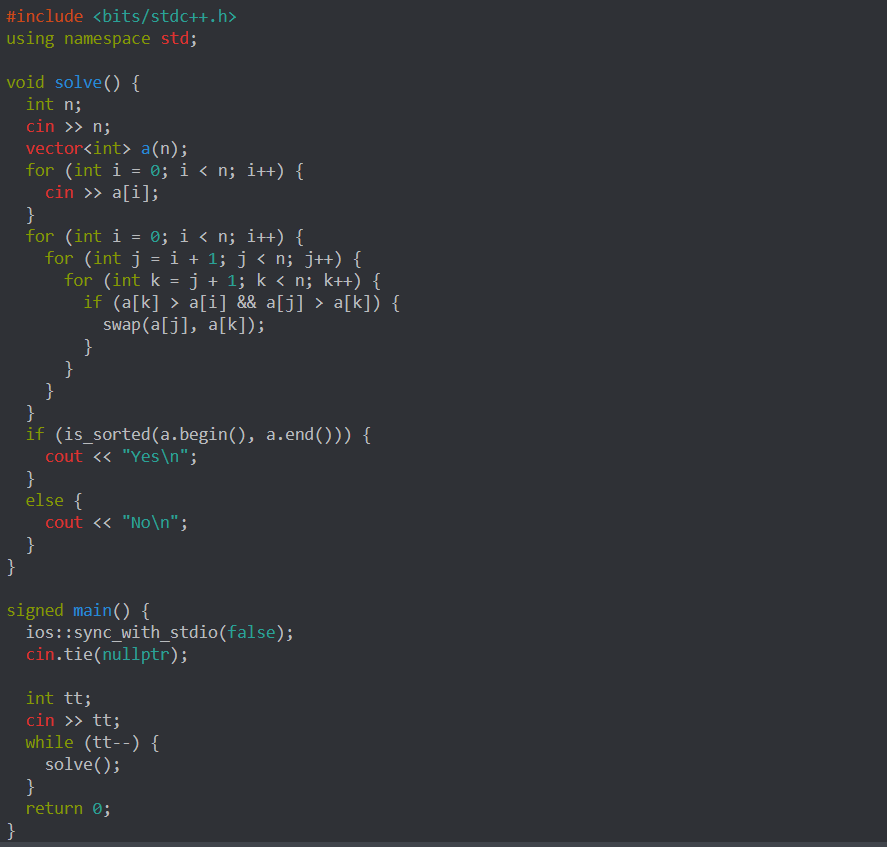 #include <bits/stdc++.h>
using namespace std;

void solve() {
  int n;
  cin >> n;
  vector<int> a(n);
  for (int i = 0; i < n; i++) {
    cin >> a[i];
  }
  for (int i = 0; i < n; i++) {
    for (int j = i + 1; j < n; j++) {
      for (int k = j + 1; k < n; k++) {
        if (a[k] > a[i] && a[j] > a[k]) {
          swap(a[j], a[k]);
        }
      }
    }
  }
  if (is_sorted(a.begin(), a.end())) {
    cout << "Yes\n";
  }
  else {
    cout << "No\n";
  }
}

signed main() {
  ios::sync_with_stdio(false);
  cin.tie(nullptr);

  int tt;
  cin >> tt;
  while (tt--) {
    solve();
  }
  return 0;
}